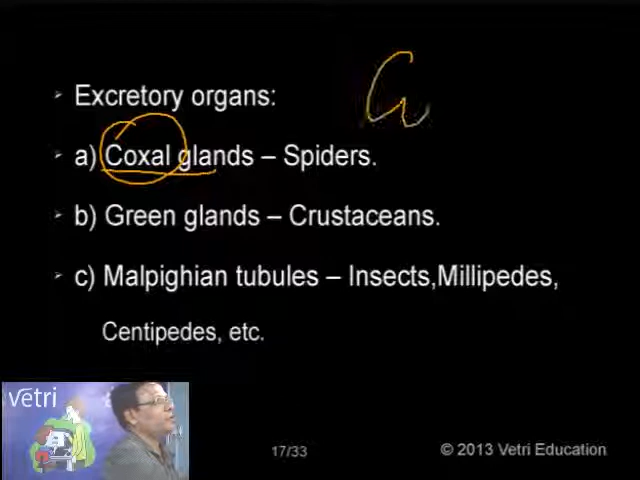 ➢ Excretory organs:
➢ a) Coxal glands – Spiders.
➢ b) Green glands – Crustaceans.
➢ c) Malpighian tubules – Insects,Millipedes,
Centipedes, etc.
vetri
17/33
© 2013 Vetri Education